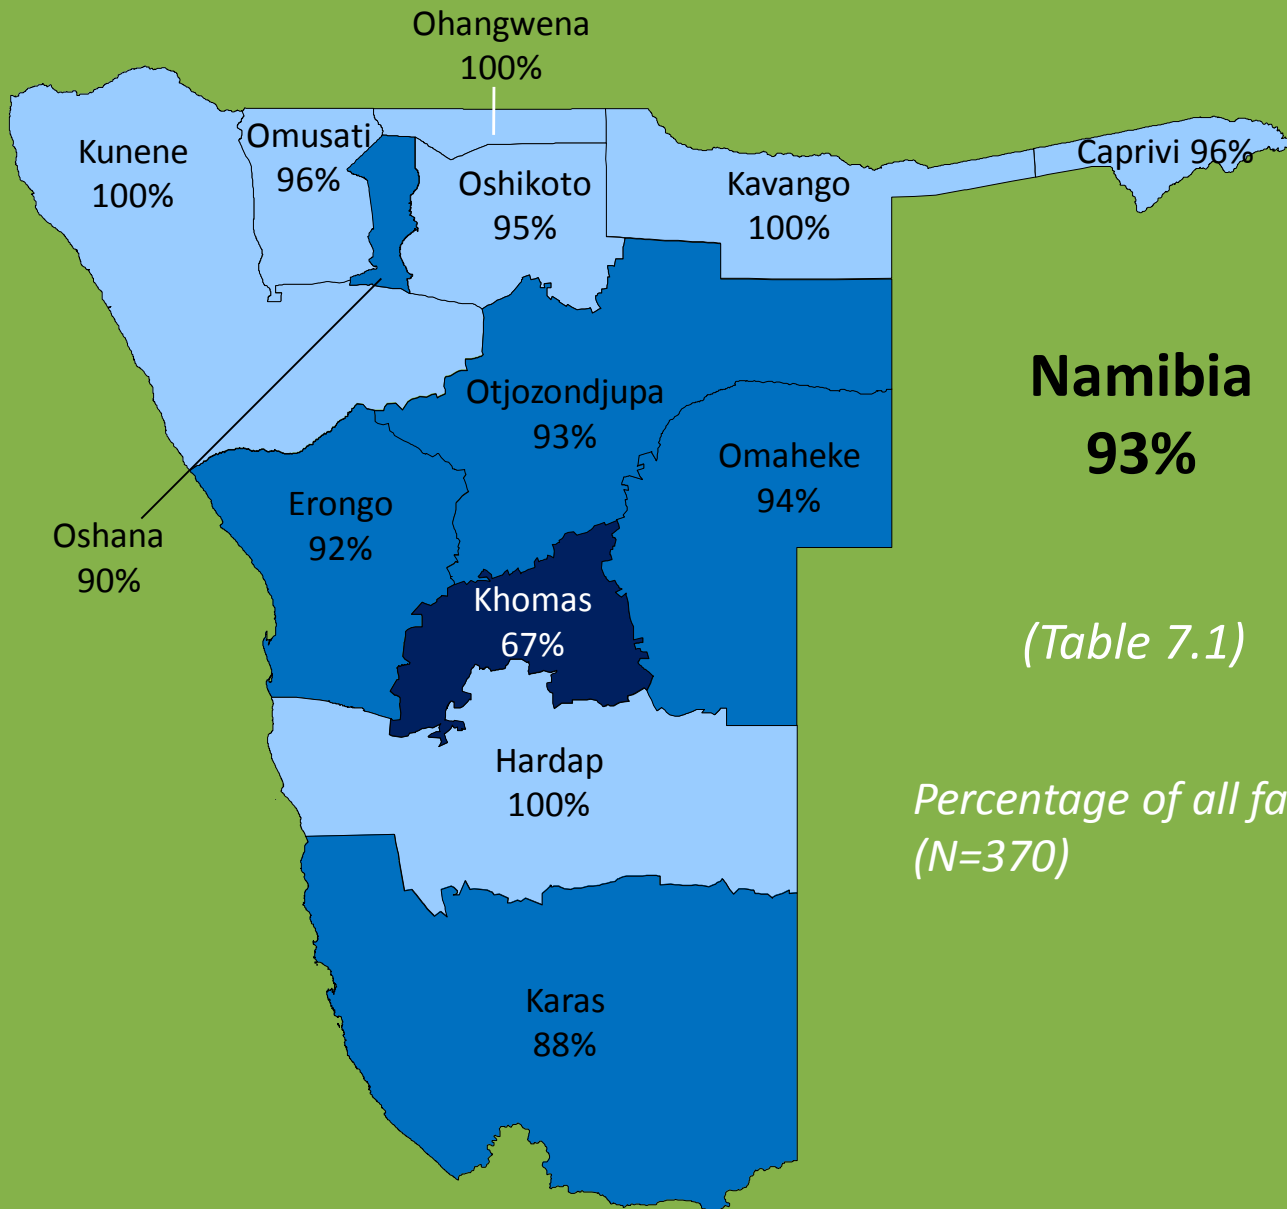 Ohangwena
100%
Kunene
100%
Omusati
96%
Oshikoto
95%
Kavango
100%
Caprivi 96%
Otjozondjupa
93%
Omaheke
94%
Namibia
93%
Erongo
92%
Oshana
90%
Khomas
67%
(Table 7.1)
Hardap
100%
Percentage of all
(N=370)
Karas
88%